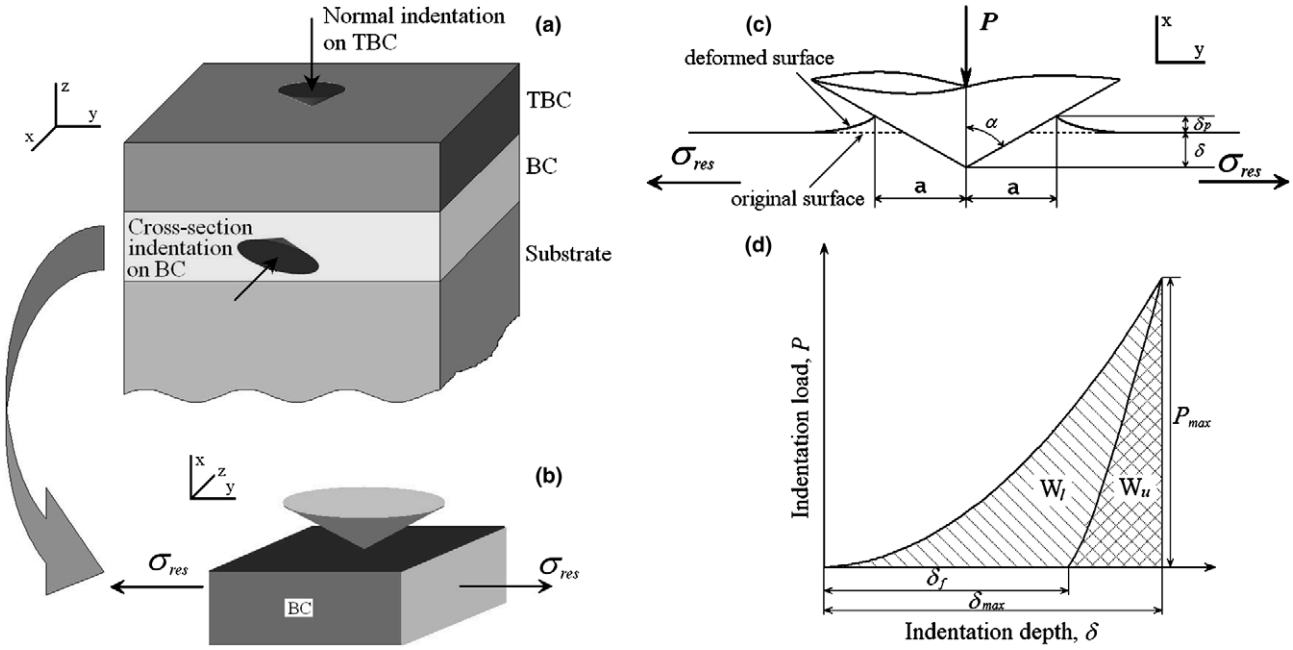 Normal indentation
on TBC
(a)
z
y
x
TBC
BC
Substrate
Cross-section
indentation
on BC
(b)
x
z
y
σres
σres
BC
(c)
P
x
y
deformed surface
α
δp
δ
σres
σres
a
a
original surface
(d)
Indentation load, P
Pmax
Wl
Wu
δf
δmax
Indentation depth, δ